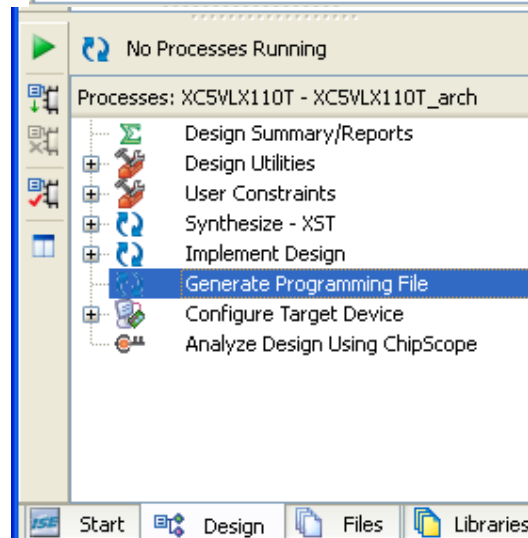 No Processes Running
Processes: XC5VLX110T - XC5VLX110T_arch
Design Summary/Reports
Design Utilities
User Constraints
Synthesize - XST
Implement Design
Generate Programming File
Configure Target Device
Analyze Design Using ChipScope
ISE Start Design Files Libraries